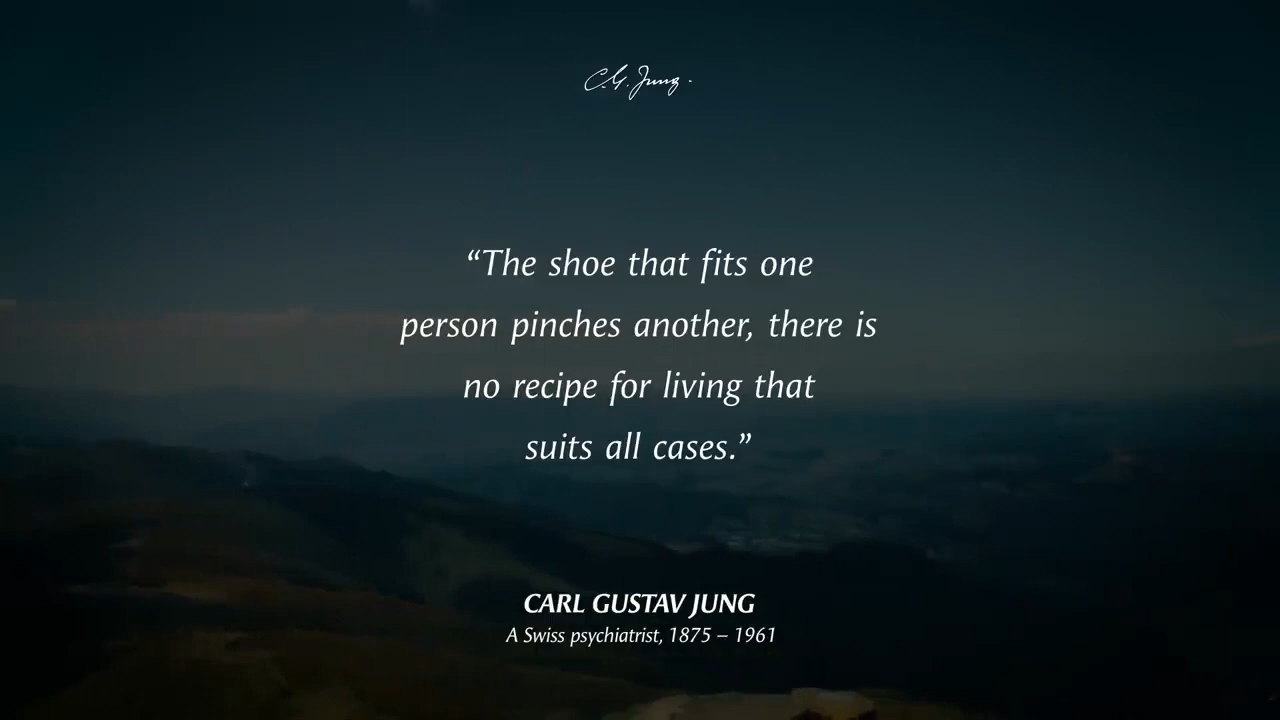 C.G. Jung.
“The shoe that fits one
person pinches another, there is
no recipe for living that
suits all cases.”
CARL GUSTAV JUNG
A Swiss psychiatrist, 1875 – 1961